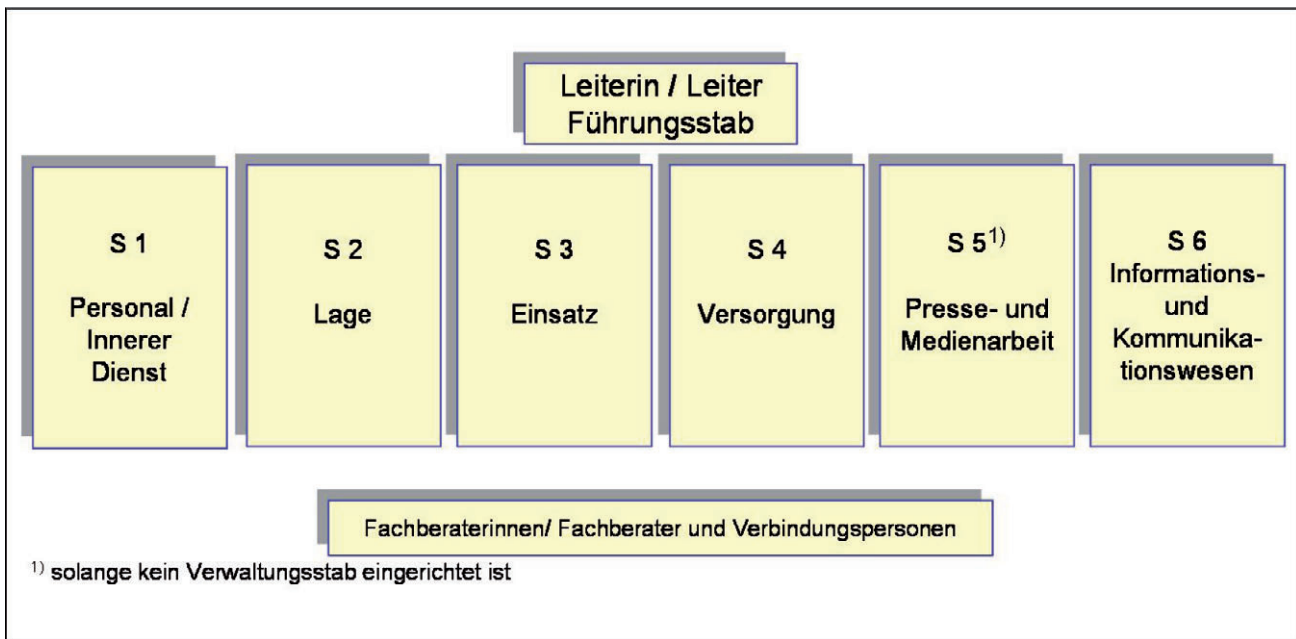 Leiterin / Leiter
Führungsstab
S 1
Personal /
Innerer
Dienst
S 2
Lage
S 3
Einsatz
S 4
Versorgung
S 5¹⁾
Presse- und
Medienarbeit
S 6
Informations-
und
Kommunika-
tionswesen
Fachberaterinnen/ Fachberater und Verbindungspersonen
¹⁾ solange kein Verwaltungsstab eingerichtet ist